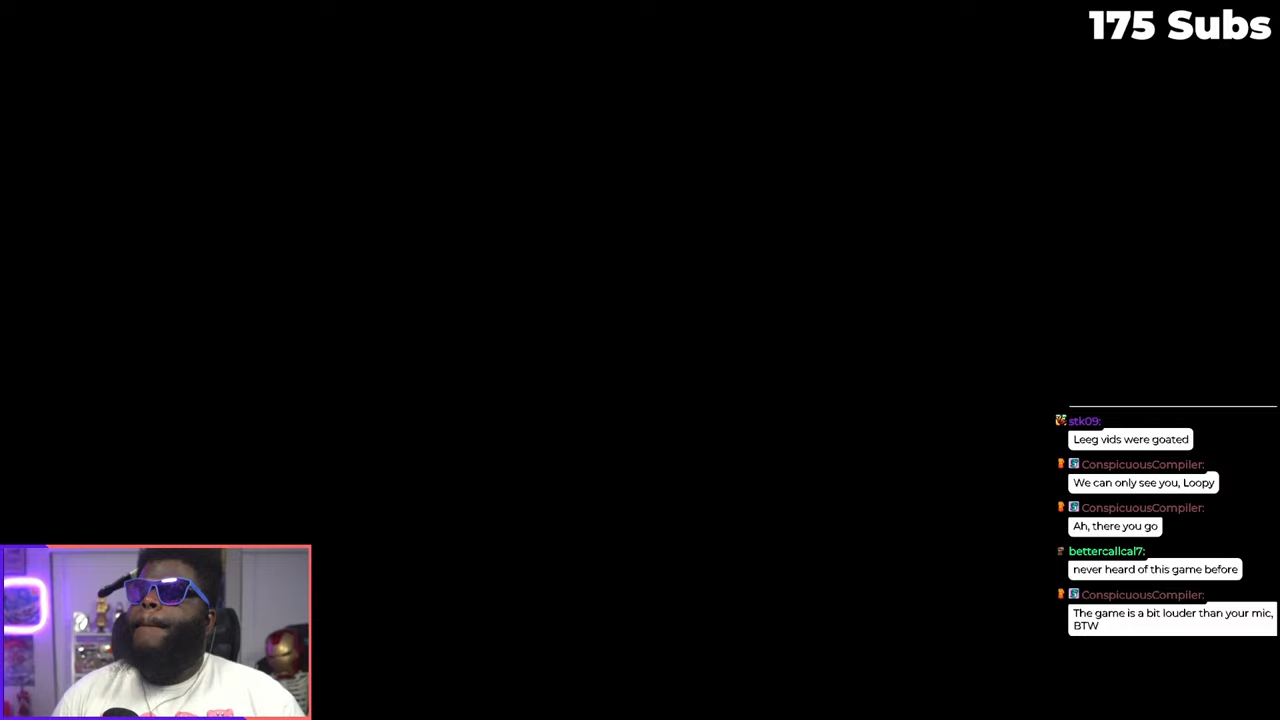 175 Subs
stk09:
Leeg vids were goated
ConspicuousCompiler:
We can only see you, Loopy
ConspicuousCompiler:
Ah, there you go
bettercallcal7:
never heard of this game before
ConspicuousCompiler:
The game is a bit louder than your mic,
BTW